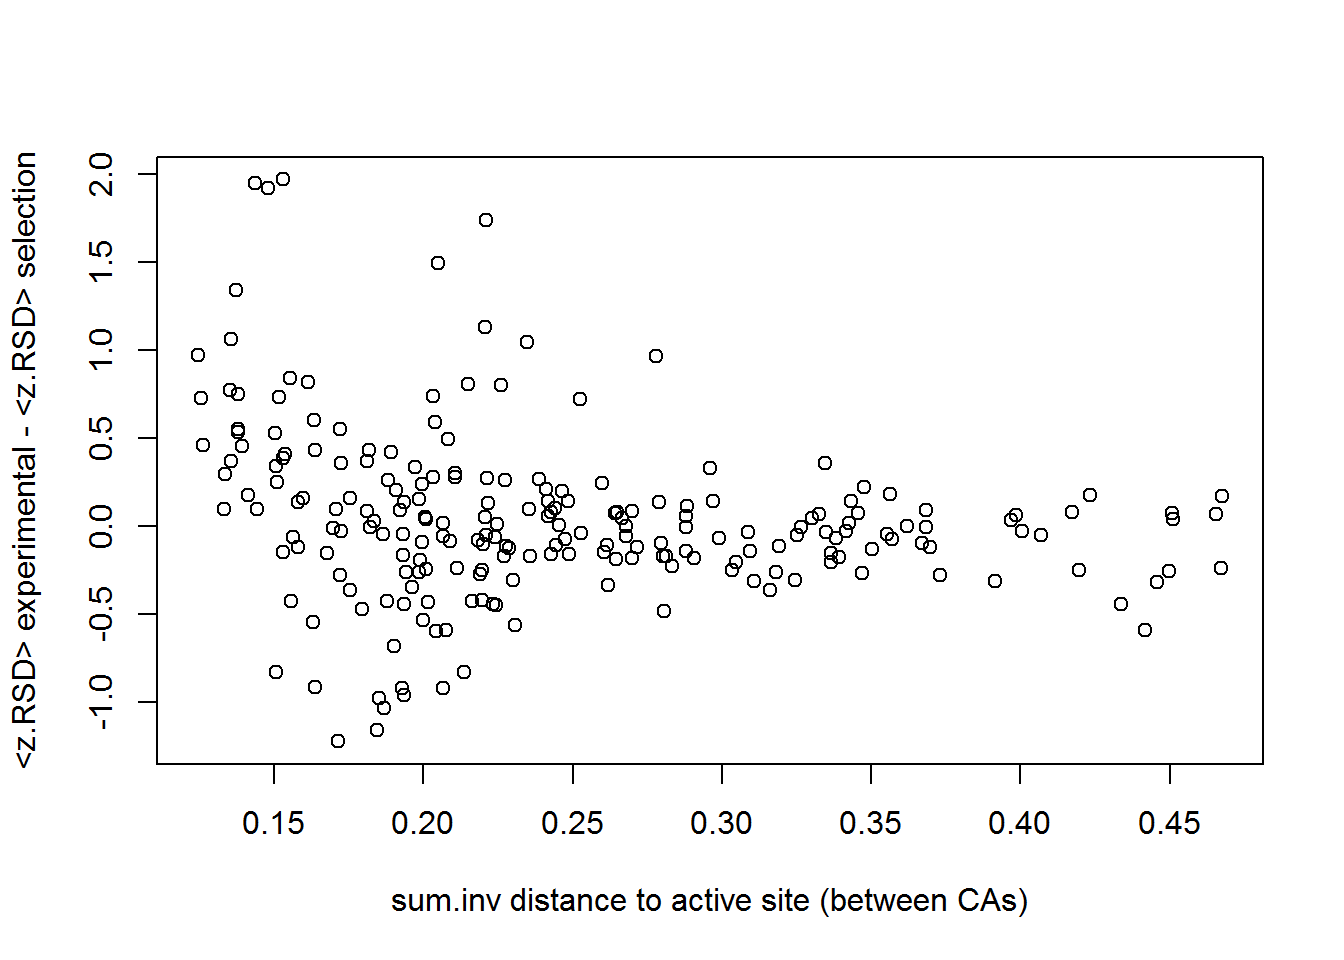 <z.RSD> experimental - <z.RSD> selection
2.0
1.5
1.0
0.5
0.0
-0.5
-1.0
0.15 0.20 0.25 0.30 0.35 0.40 0.45
sum.inv distance to active site (between CAs)